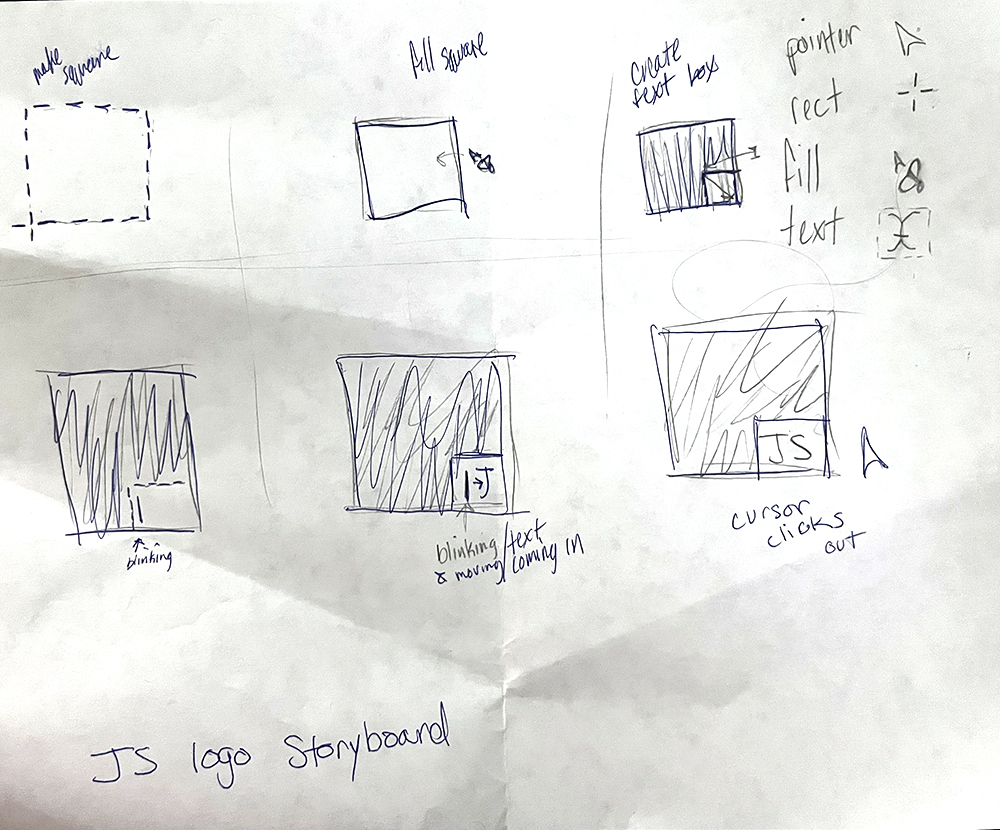 make
square
fill square
create
text box
pointer
rect
fill
text
blinking
J
blinking
& moving/text
coming in
JS
cursor
clicks
out
JS logo Storyboard